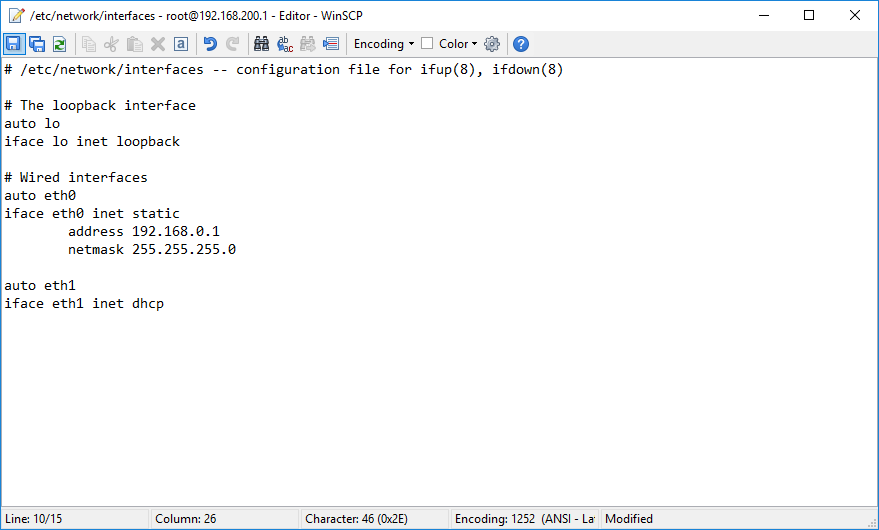 /etc/network/interfaces - root@192.168.200.1 - Editor - WinSCP
Encoding Color
# /etc/network/interfaces -- configuration file for ifup(8), ifdown(8)
# The loopback interface
auto lo
iface lo inet loopback
# Wired interfaces
auto eth0
iface eth0 inet static
address 192.168.0.1
netmask 255.255.255.0
auto eth1
iface eth1 inet dhcp
Line: 10/15 Column: 26 Character: 46 (0x2E) Encoding: 1252 (ANSI - La Modified